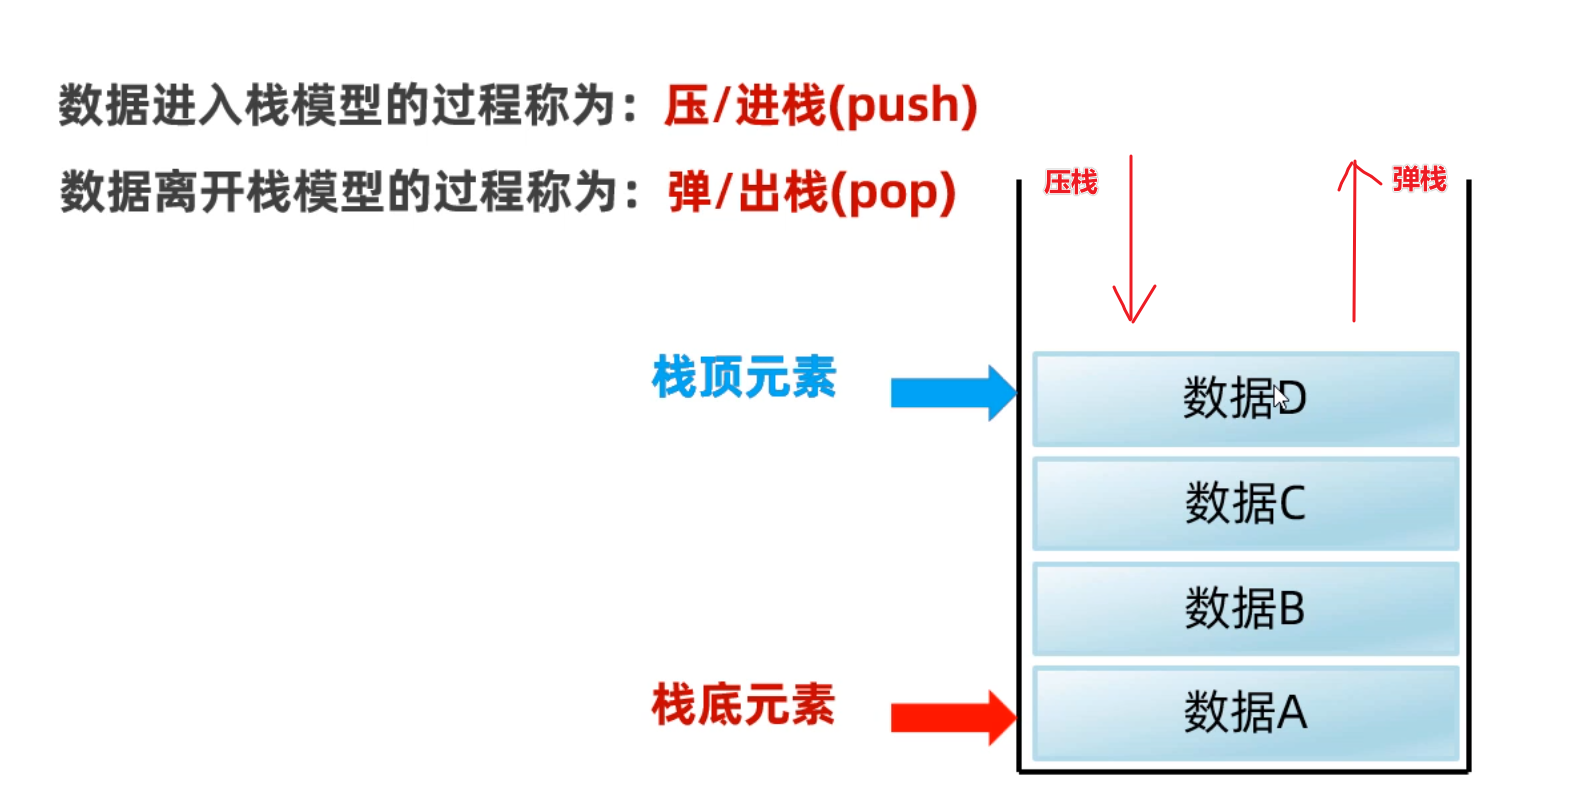 数据进入栈模型的过程称为：压/进栈(push)
数据离开栈模型的过程称为：弹/出栈(pop)
压栈
弹栈
栈顶元素
数据D
数据C
数据B
栈底元素
数据A